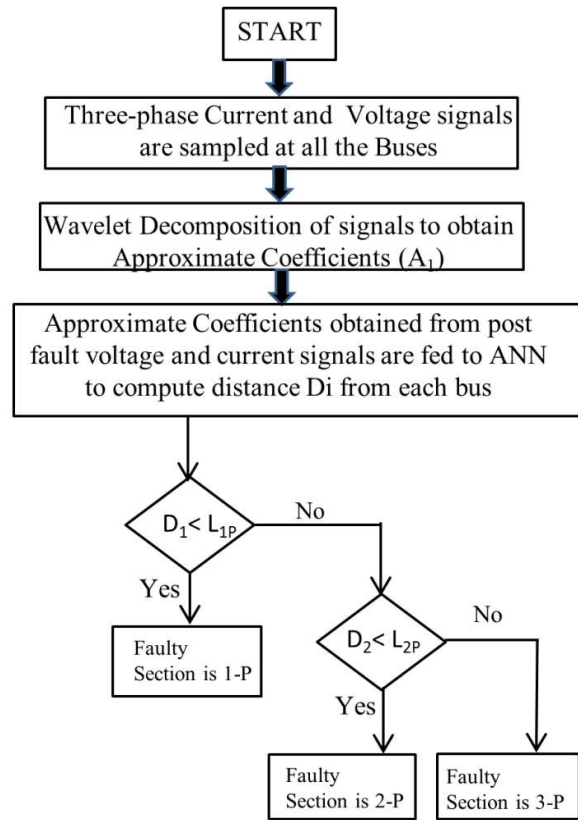 START
Three-phase Current and Voltage signals
are sampled at all the Buses
Wavelet Decomposition of signals to obtain
Approximate Coefficients (A₁)
Approximate Coefficients obtained from post
fault voltage and current signals are fed to ANN
to compute distance Di from each bus
D₁< L₁P
No
Yes
Faulty
Section is 1-P
D₂< L₂P
No
Yes
Faulty
Section is 2-P
Faulty
Section is 3-P